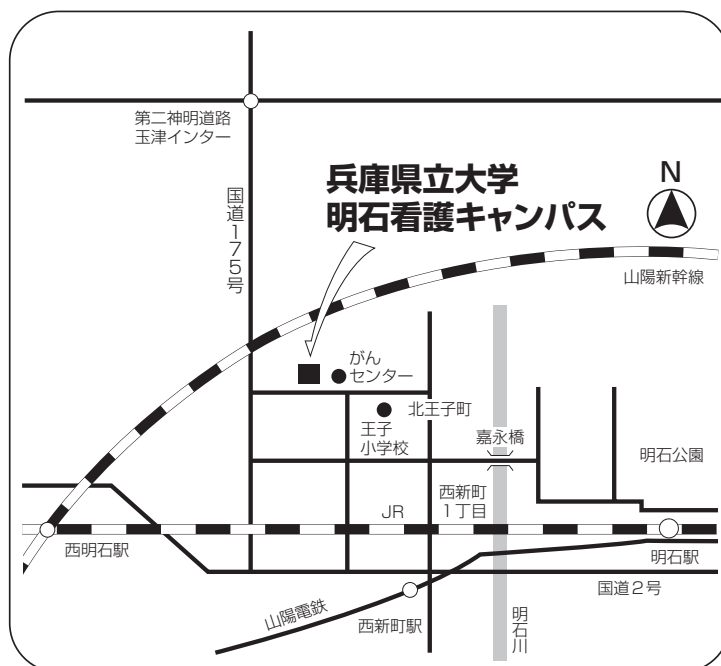 第二神明道路
玉津インター
兵庫県立大学
明石看護キャンパス
N
国道175号
山陽新幹線
がん
センター
北王子町
王子
小学校
嘉永橋
明石公園
西新町
1丁目
JR
西明石駅
明石駅
国道2号
山陽電鉄
西新町駅
明石川